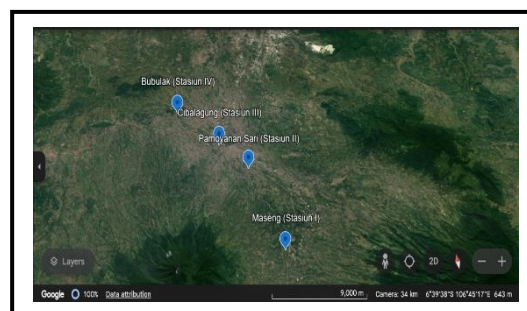 Bubulak (Stasiun IV)
Cibalagung (Stasiun III)
Pamoyanan Sari (Stasiun II)
Maseng (Stasiun I)
Layers
2D
Google 100% Data attribution 9,000 m Camera: 34 km 6°39'38"S 106°45'17"E 643 m